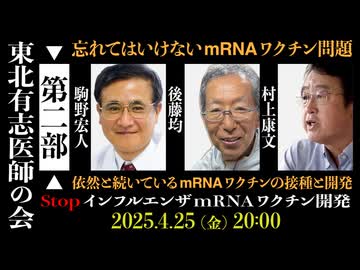 東北有志医師の会
▼第二部▲
忘れてはいけないmRNAワクチン問題
駒野宏人
後藤均
村上康文
依然と続いているmRNAワクチンの接種と開発
StopインフルエンザmRNAワクチン開発
2025.4.25(金)20:00